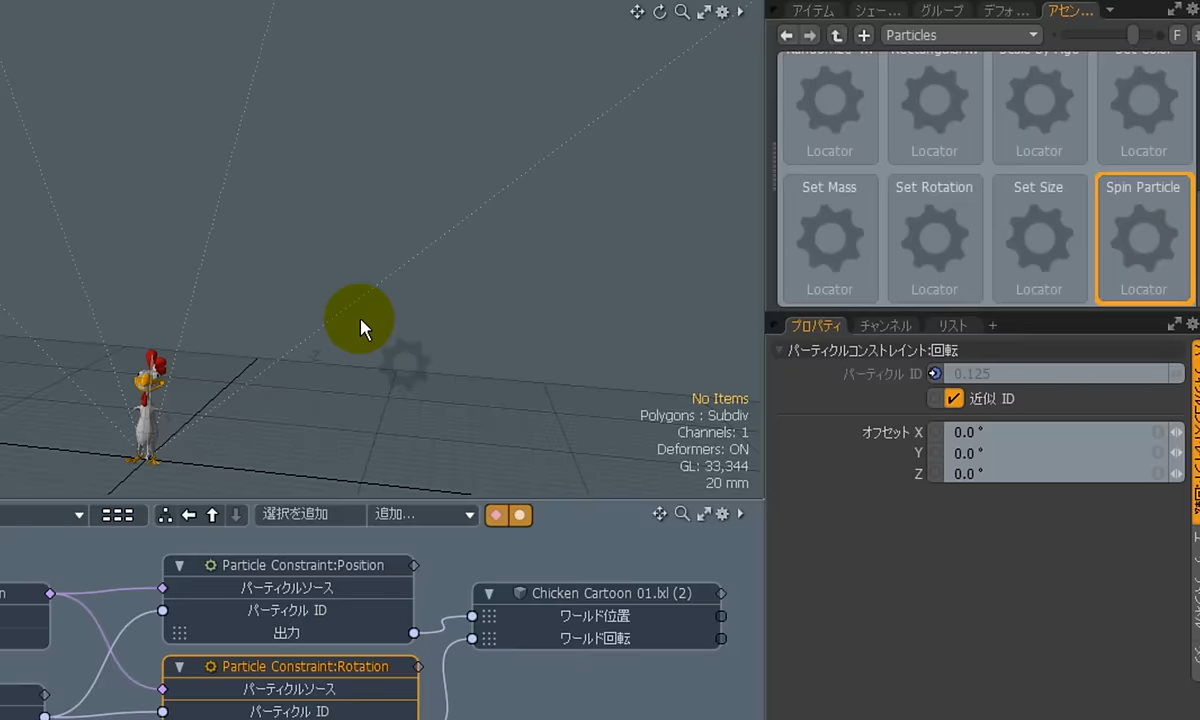 アイテム シェー... グループ デフォ... アセン...
Particles F
Locator Locator Locator Locator
Set Mass Set Rotation Set Size Spin Particle
Locator Locator Locator Locator
プロパティ チャンネル リスト +
パーティクルコンストレイント:回転
パーティクル ID 0.125
近似 ID
オフセット X 0.0 °
Y 0.0 °
Z 0.0 °
No Items
Polygons : Subdiv
Channels: 1
Deformers: ON
GL: 33,344
20 mm
選択を追加 追加...
Particle Constraint:Position
パーティクルソース
パーティクル ID
出力
Particle Constraint:Rotation
パーティクルソース
パーティクル ID
Chicken Cartoon 01.lxl (2)
ワールド位置
ワールド回転